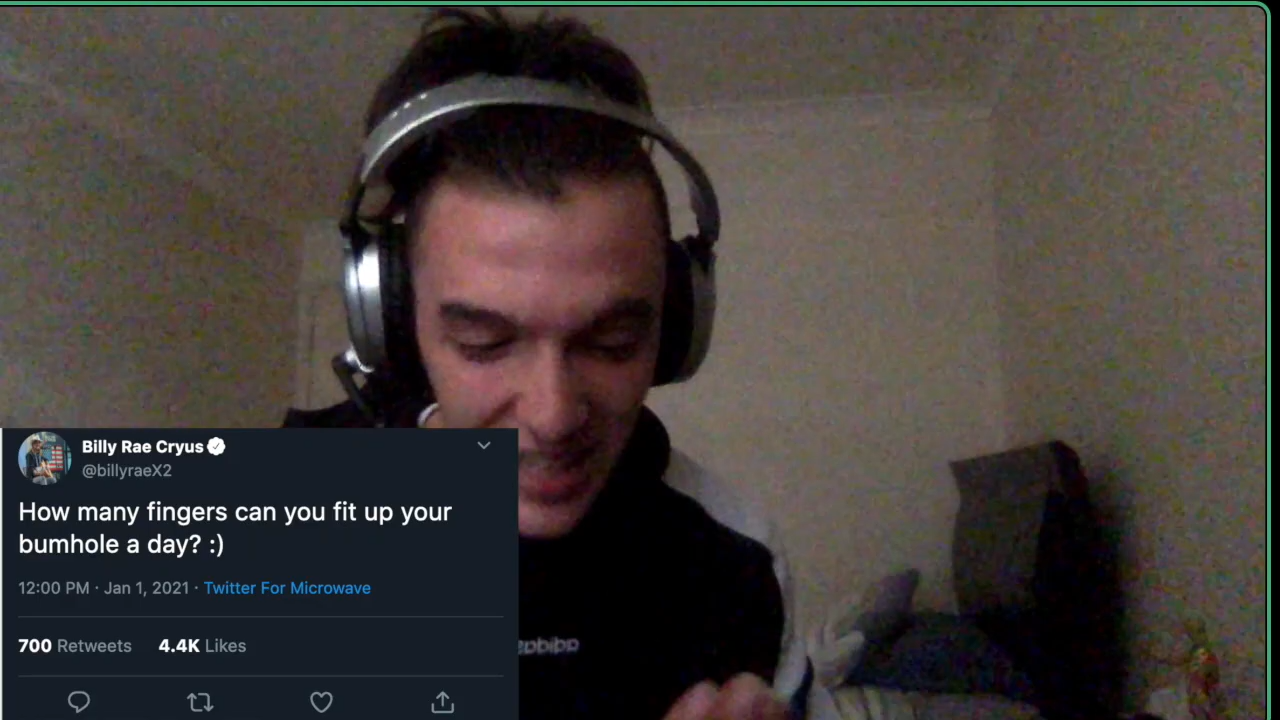 Billy Rae Cryus
@billyraeX2
How many fingers can you fit up your
bumhole a day? :)
12:00 PM · Jan 1, 2021 · Twitter For Microwave
700 Retweets 4.4K Likes